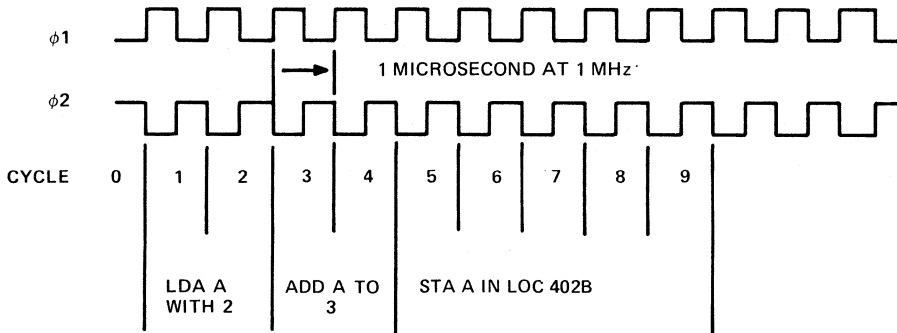 ϕ1
1 MICROSECOND AT 1 MHz
ϕ2
CYCLE 0 1 2 3 4 5 6 7 8 9
LDA A WITH 2
ADD A TO 3
STA A IN LOC 402B